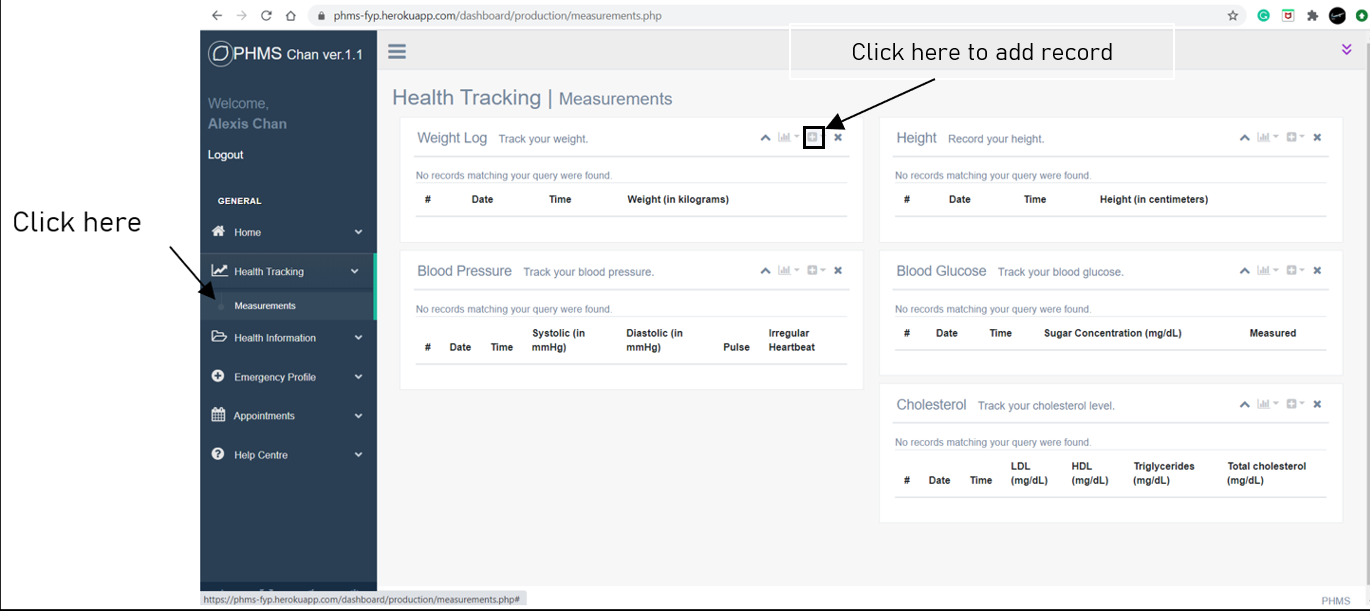 phms-fyp.herokuapp.com/dashboard/production/measurements.php
PHMS Chan ver.1.1
Click here to add record
Welcome,
Alexis Chan
Logout
GENERAL
Home
Health Tracking
Measurements
Health Information
Emergency Profile
Appointments
Help Centre
Click here
Health Tracking | Measurements
Weight Log Track your weight.
No records matching your query were found.
# Date Time Weight (in kilograms)
Height Record your height.
No records matching your query were found.
# Date Time Height (in centimeters)
Blood Pressure Track your blood pressure.
No records matching your query were found.
# Date Time Systolic (in mmHg) Diastolic (in mmHg) Pulse Irregular Heartbeat
Blood Glucose Track your blood glucose.
No records matching your query were found.
# Date Time Sugar Concentration (mg/dL) Measured
Cholesterol Track your cholesterol level.
No records matching your query were found.
# Date Time LDL (mg/dL) HDL (mg/dL) Triglycerides (mg/dL) Total cholesterol (mg/dL)
https://phms-fyp.herokuapp.com/dashboard/production/measurements.php#
PHMS